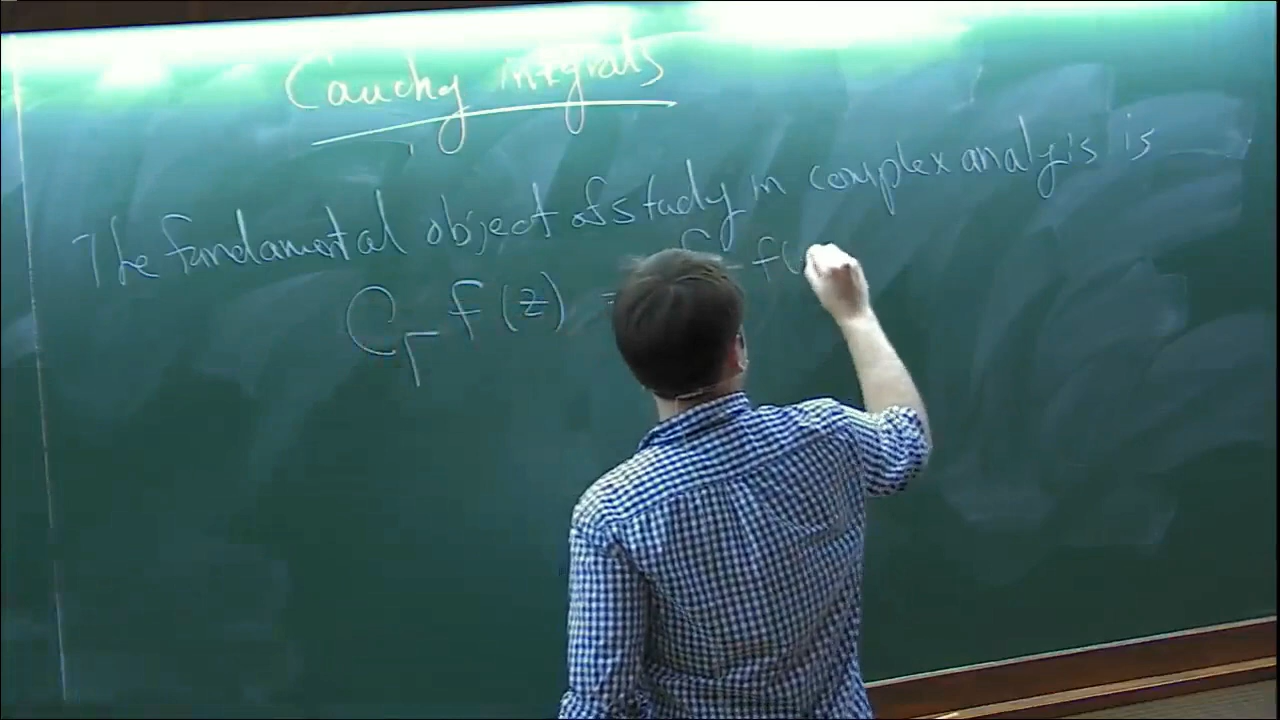 Cauchy integrals
The fundamental object of study in complex analysis is
C_Γ f(z) = ∫ f(